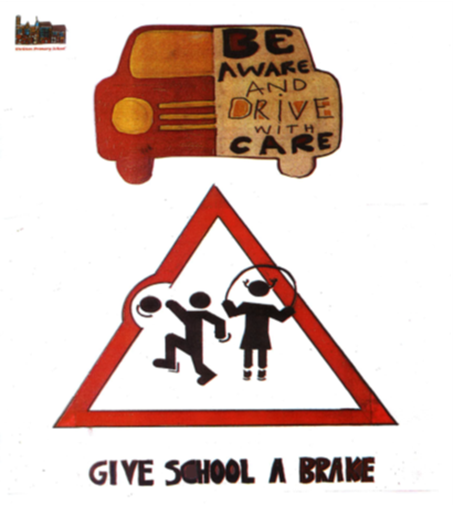 BE
AWARE
AND
DRIVE
WITH
CARE
GIVE SCHOOL A BRAKE